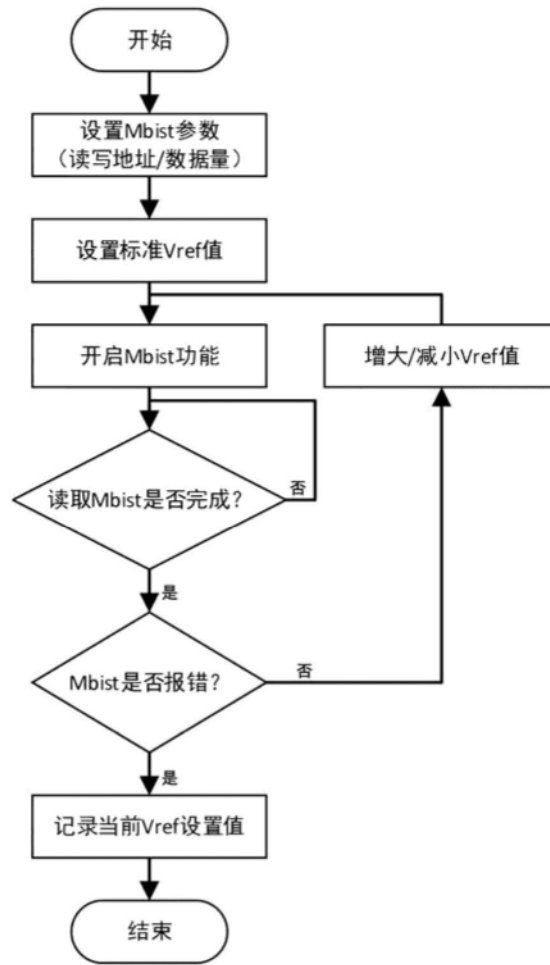 开始
设置Mbist参数
（读写地址/数据量）
设置标准Vref值
开启Mbist功能
增大/减小Vref值
读取Mbist是否完成？
否
是
Mbist是否报错？
否
是
记录当前Vref设置值
结束